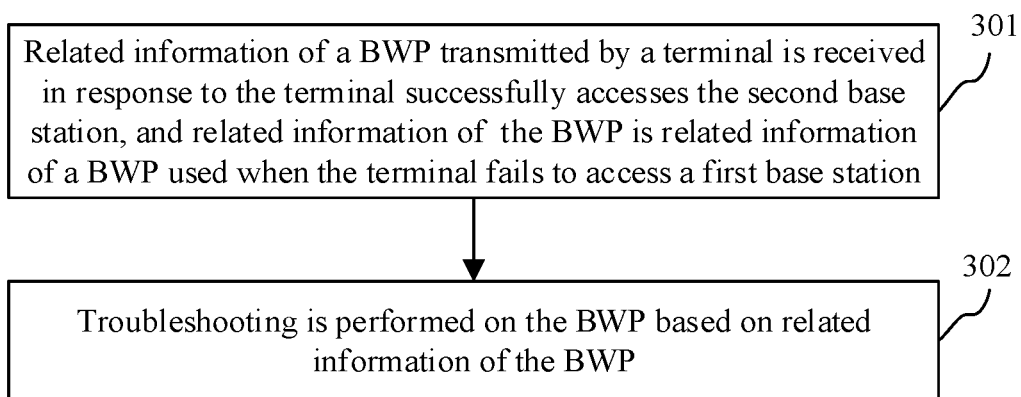 301
Related information of a BWP transmitted by a terminal is received
in response to the terminal successfully accesses the second base
station, and related information of the BWP is related information
of a BWP used when the terminal fails to access a first base station
302
Troubleshooting is performed on the BWP based on related
information of the BWP